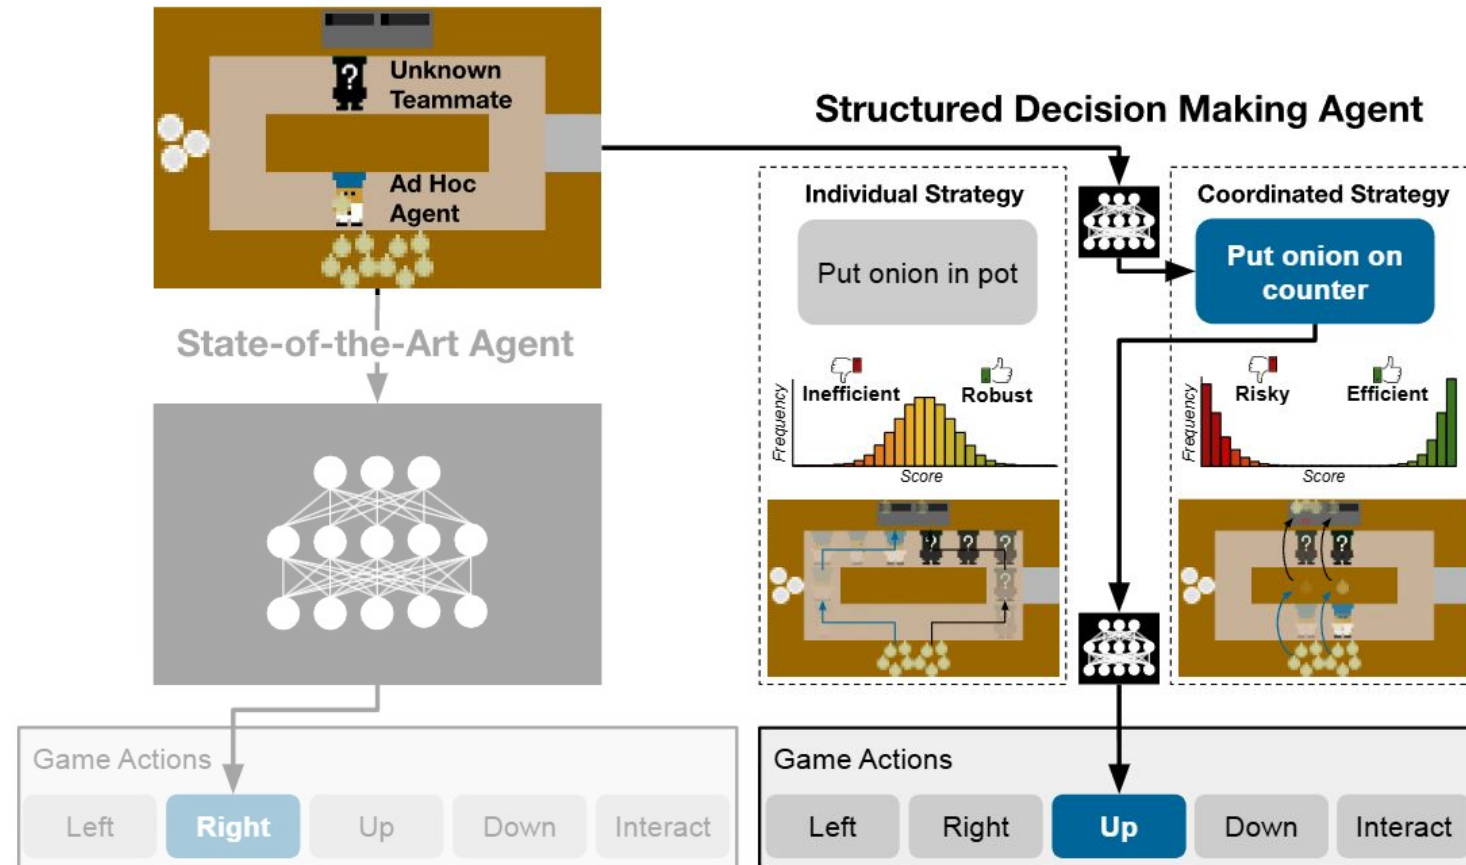 ?
Unknown
Teammate
Ad Hoc
Agent
State-of-the-Art Agent
Game Actions
Left
Right
Up
Down
Interact
Structured Decision Making Agent
Individual Strategy
Put onion in pot
Inefficient
Robust
Frequency
Score
?
?
?
?
Coordinated Strategy
Put onion on
counter
Risky
Efficient
Frequency
Score
?
?
Game Actions
Left
Right
Up
Down
Interact